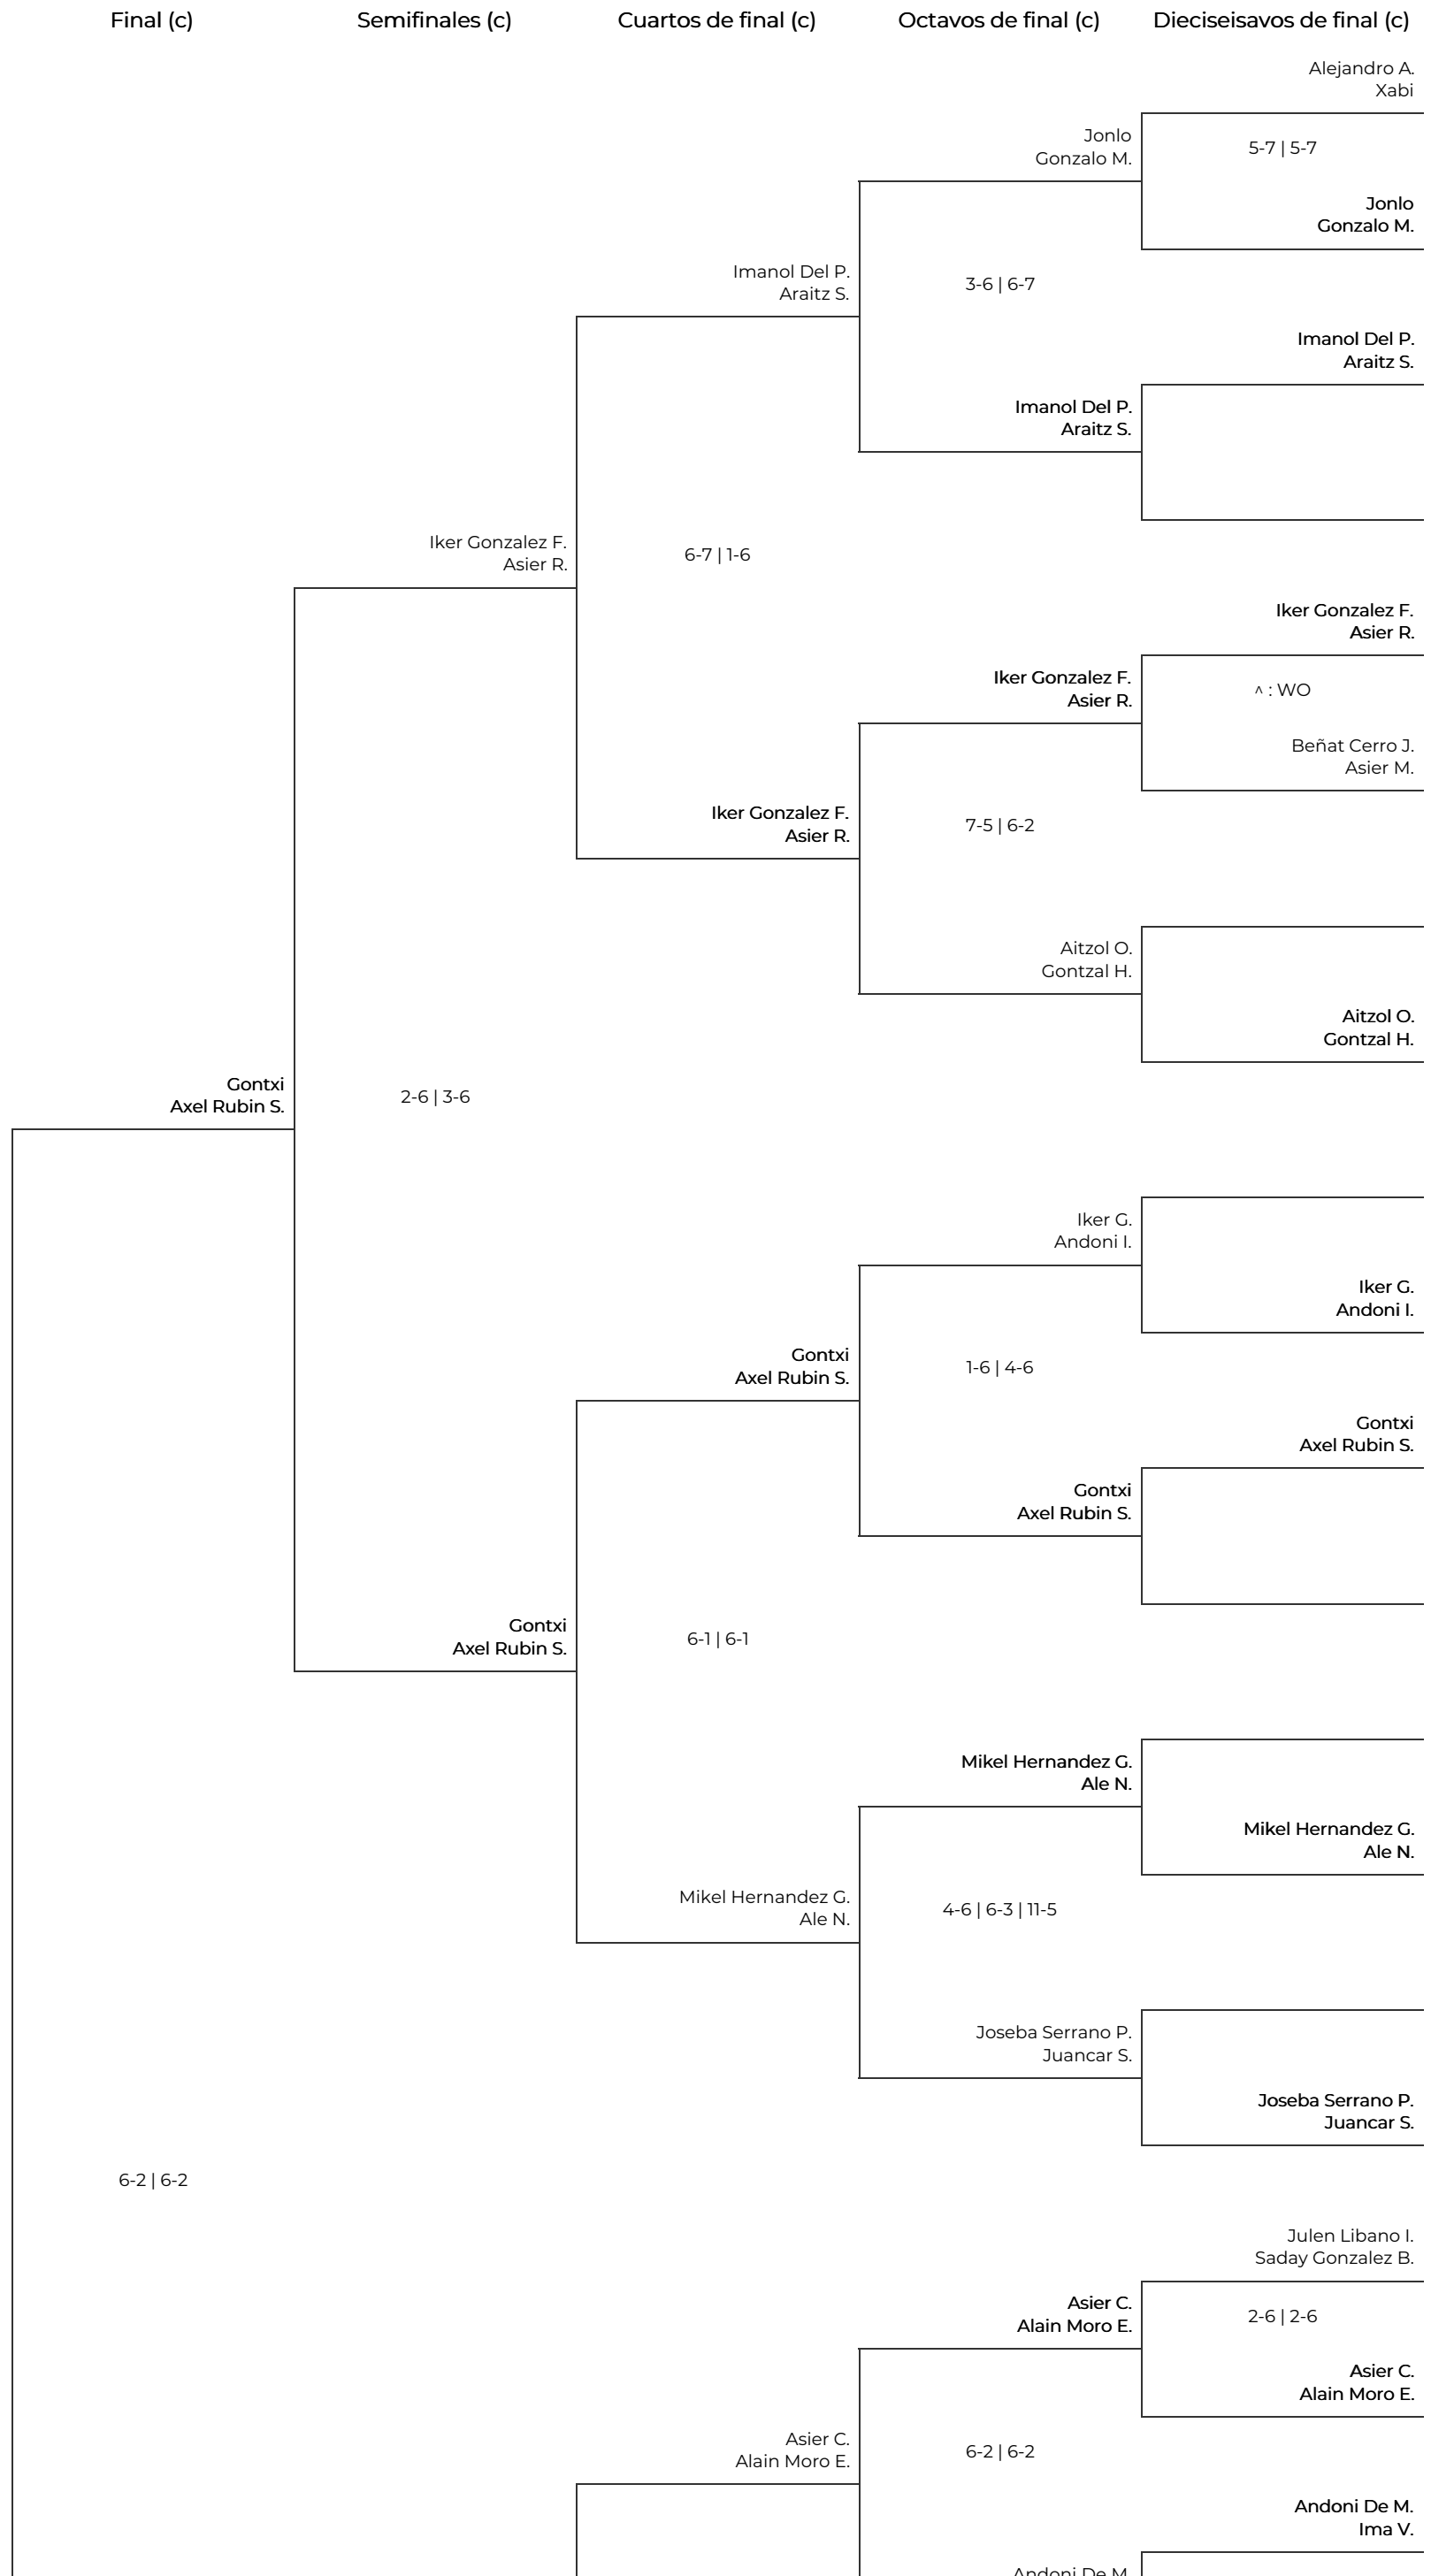 Final (c)
Semifinales (c)
Cuartos de final (c)
Octavos de final (c)
Dieciseisavos de final (c)
Alejandro A.
Xabi
Jonlo
Gonzalo M.
5-7 | 5-7
Jonlo
Gonzalo M.
Imanol Del P.
Araitz S.
3-6 | 6-7
Imanol Del P.
Araitz S.
Imanol Del P.
Araitz S.
Iker Gonzalez F.
Asier R.
6-7 | 1-6
Iker Gonzalez F.
Asier R.
Iker Gonzalez F.
Asier R.
^ : WO
Beñat Cerro J.
Asier M.
Iker Gonzalez F.
Asier R.
7-5 | 6-2
Aitzol O.
Gontzal H.
Aitzol O.
Gontzal H.
Gontxi
Axel Rubin S.
2-6 | 3-6
Iker G.
Andoni I.
Iker G.
Andoni I.
Gontxi
Axel Rubin S.
1-6 | 4-6
Gontxi
Axel Rubin S.
Gontxi
Axel Rubin S.
Gontxi
Axel Rubin S.
6-1 | 6-1
Mikel Hernandez G.
Ale N.
Mikel Hernandez G.
Ale N.
Mikel Hernandez G.
Ale N.
4-6 | 6-3 | 11-5
Joseba Serrano P.
Juancar S.
Joseba Serrano P.
Juancar S.
6-2 | 6-2
Julen Libano I.
Saday Gonzalez B.
Asier C.
Alain Moro E.
2-6 | 2-6
Asier C.
Alain Moro E.
Asier C.
Alain Moro E.
6-2 | 6-2
Andoni De M.
Ima V.
Andoni De M.